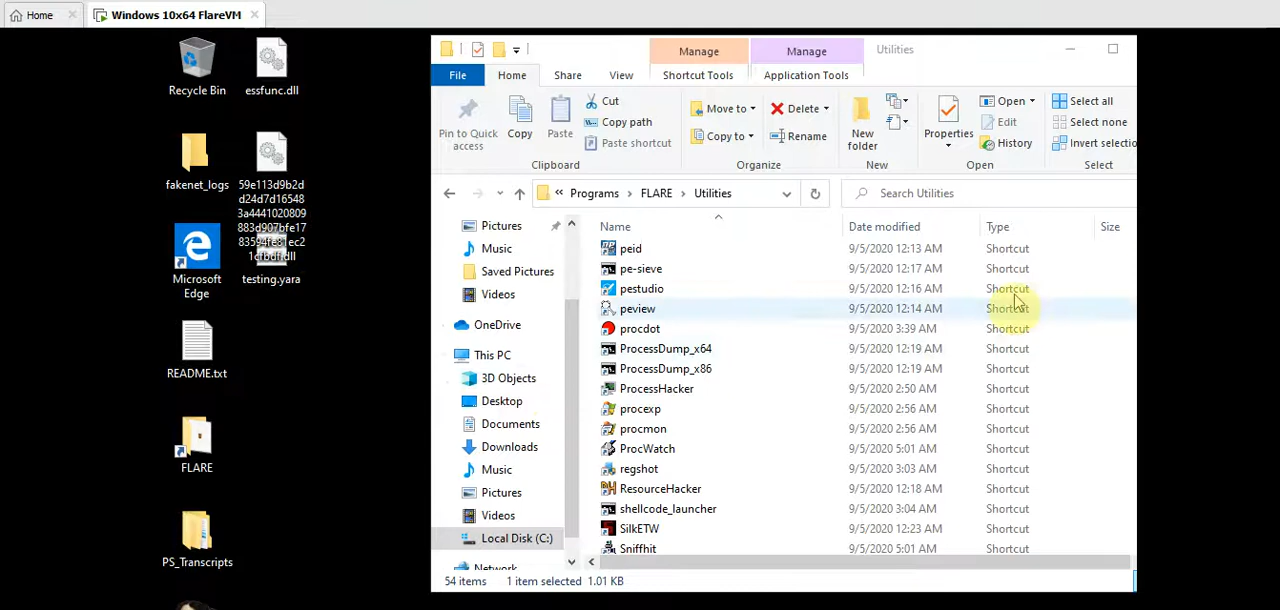 Home
Windows 10x64 FlareVM
Recycle Bin
essfunc.dll
fakenet_logs
59e113d9b2d
d24d7d16548
3a4441020809
883d907bfe17
83594fe81ec2
1cfbdf.dll
Microsoft
Edge
testing.yara
README.txt
FLARE
PS_Transcripts
Manage
Manage
Utilities
File
Home
Share
View
Shortcut Tools
Application Tools
Pin to Quick
access
Copy
Paste
Cut
Copy path
Paste shortcut
Clipboard
Move to
Copy to
Delete
Rename
Organize
New
folder
New
Properties
Open
Edit
History
Open
Select all
Select none
Invert selectio
Select
« Programs > FLARE > Utilities
Search Utilities
Pictures
Music
Saved Pictures
Videos
OneDrive
This PC
3D Objects
Desktop
Documents
Downloads
Music
Pictures
Videos
Local Disk (C:)
Network
Name Date modified Type Size
peid 9/5/2020 12:13 AM Shortcut
pe-sieve 9/5/2020 12:17 AM Shortcut
pestudio 9/5/2020 12:16 AM Shortcut
peview 9/5/2020 12:14 AM Shortcut
procdot 9/5/2020 3:39 AM Shortcut
ProcessDump_x64 9/5/2020 12:19 AM Shortcut
ProcessDump_x86 9/5/2020 12:19 AM Shortcut
ProcessHacker 9/5/2020 2:50 AM Shortcut
procexp 9/5/2020 2:56 AM Shortcut
procmon 9/5/2020 2:56 AM Shortcut
ProcWatch 9/5/2020 5:01 AM Shortcut
regshot 9/5/2020 3:03 AM Shortcut
ResourceHacker 9/5/2020 12:18 AM Shortcut
shellcode_launcher 9/5/2020 3:04 AM Shortcut
SilkETW 9/5/2020 12:23 AM Shortcut
Sniffhit 9/5/2020 5:01 AM Shortcut
54 items 1 item selected 1.01 KB